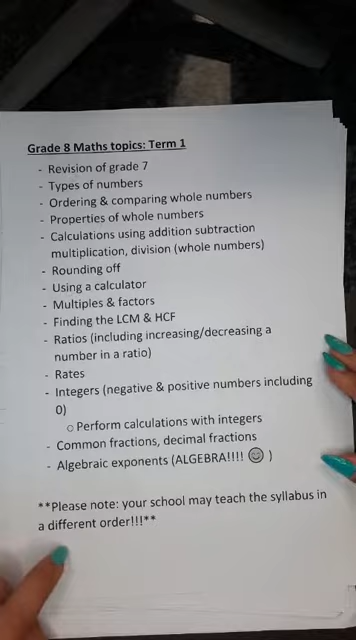 Grade 8 Maths topics: Term 1
- Revision of grade 7
- Types of numbers
- Ordering & comparing whole numbers
- Properties of whole numbers
- Calculations using addition subtraction
multiplication, division (whole numbers)
- Rounding off
- Using a calculator
- Multiples & factors
- Finding the LCM & HCF
- Ratios (including increasing/decreasing a
number in a ratio)
- Rates
- Integers (negative & positive numbers including
0)
o Perform calculations with integers
- Common fractions, decimal fractions
- Algebraic exponents (ALGEBRA!!!! 😊 )
**Please note: your school may teach the syllabus in
a different order!!!**